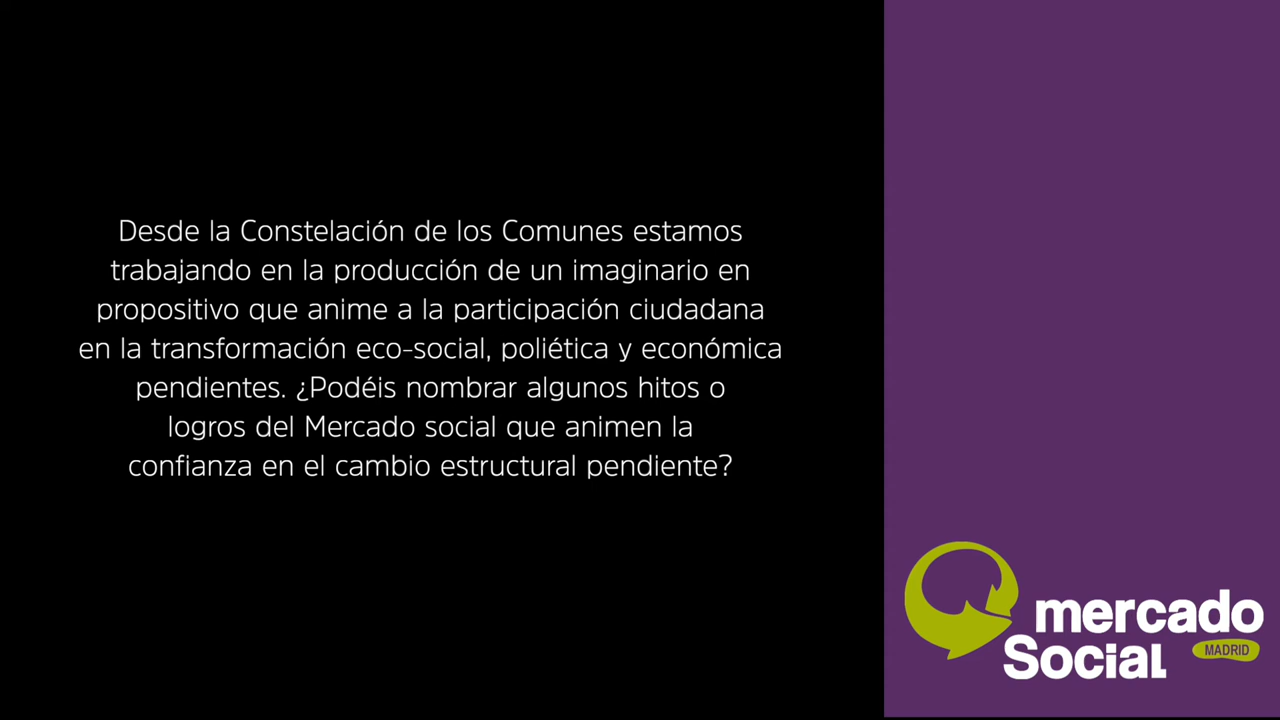 Desde la Constelación de los Comunes estamos
trabajando en la producción de un imaginario en
propositivo que anime a la participación ciudadana
en la transformación eco-social, poliética y económica
pendientes. ¿Podéis nombrar algunos hitos o
logros del Mercado social que animen la
confianza en el cambio estructural pendiente?
mercado
Social
MADRID